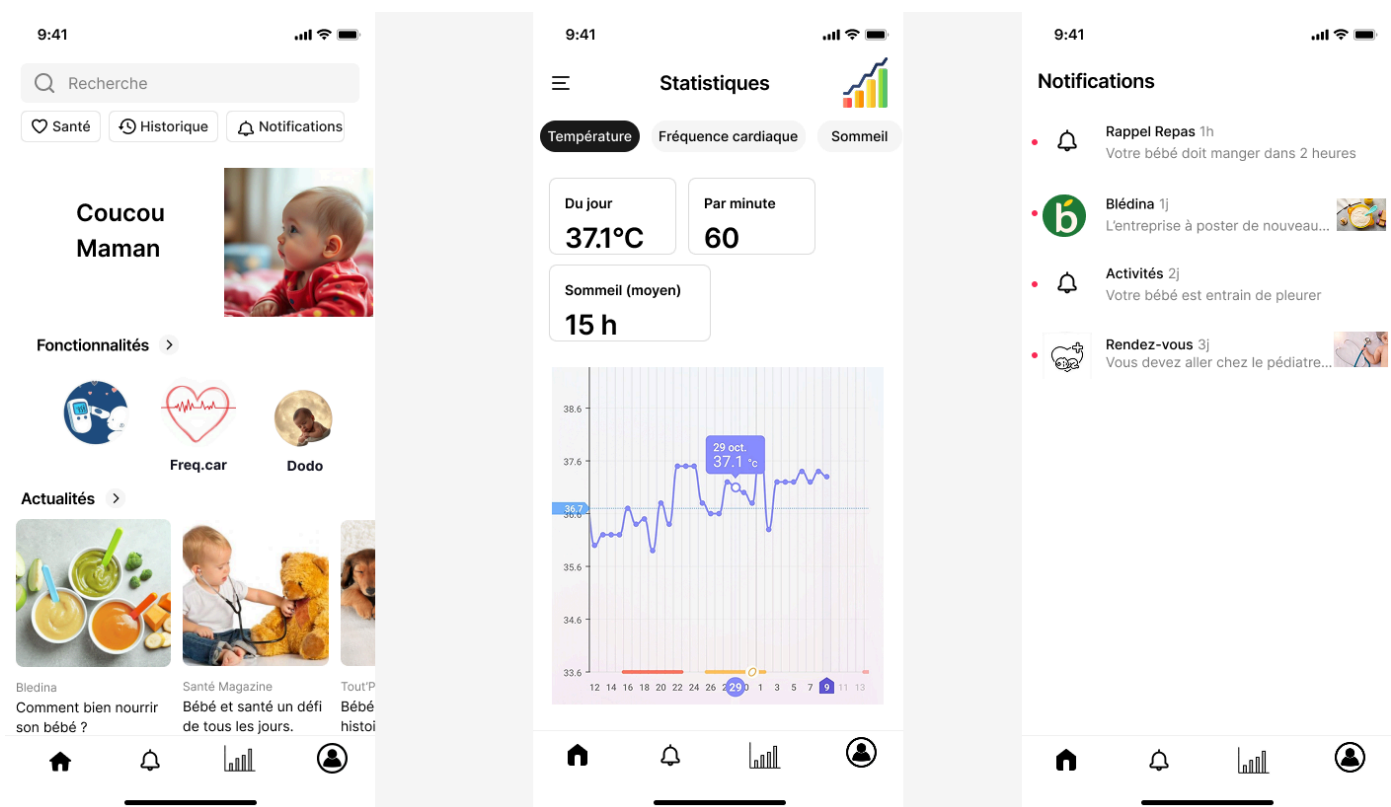 9:41
Recherche
Santé
Historique
Notifications
Coucou
Maman
Fonctionnalités
Freq.car
Dodo
Actualités
Bledina
Comment bien nourrir
son bébé ?
Santé Magazine
Bébé et santé un défi
de tous les jours.
Tout'P
Bébé
histoi
9:41
Statistiques
Température
Fréquence cardiaque
Sommeil
Du jour
37.1°C
Par minute
60
Sommeil (moyen)
15 h
38.6
37.6
36.7
36.6
35.6
34.6
33.6
29 oct.
37.1 °c
12 14 16 18 20 22 24 26 29 1 3 5 7 9 11 13
9:41
Notifications
Rappel Repas 1h
Votre bébé doit manger dans 2 heures
Blédina 1j
L'entreprise à poster de nouveau...
Activités 2j
Votre bébé est entrain de pleurer
Rendez-vous 3j
Vous devez aller chez le pédiatre...